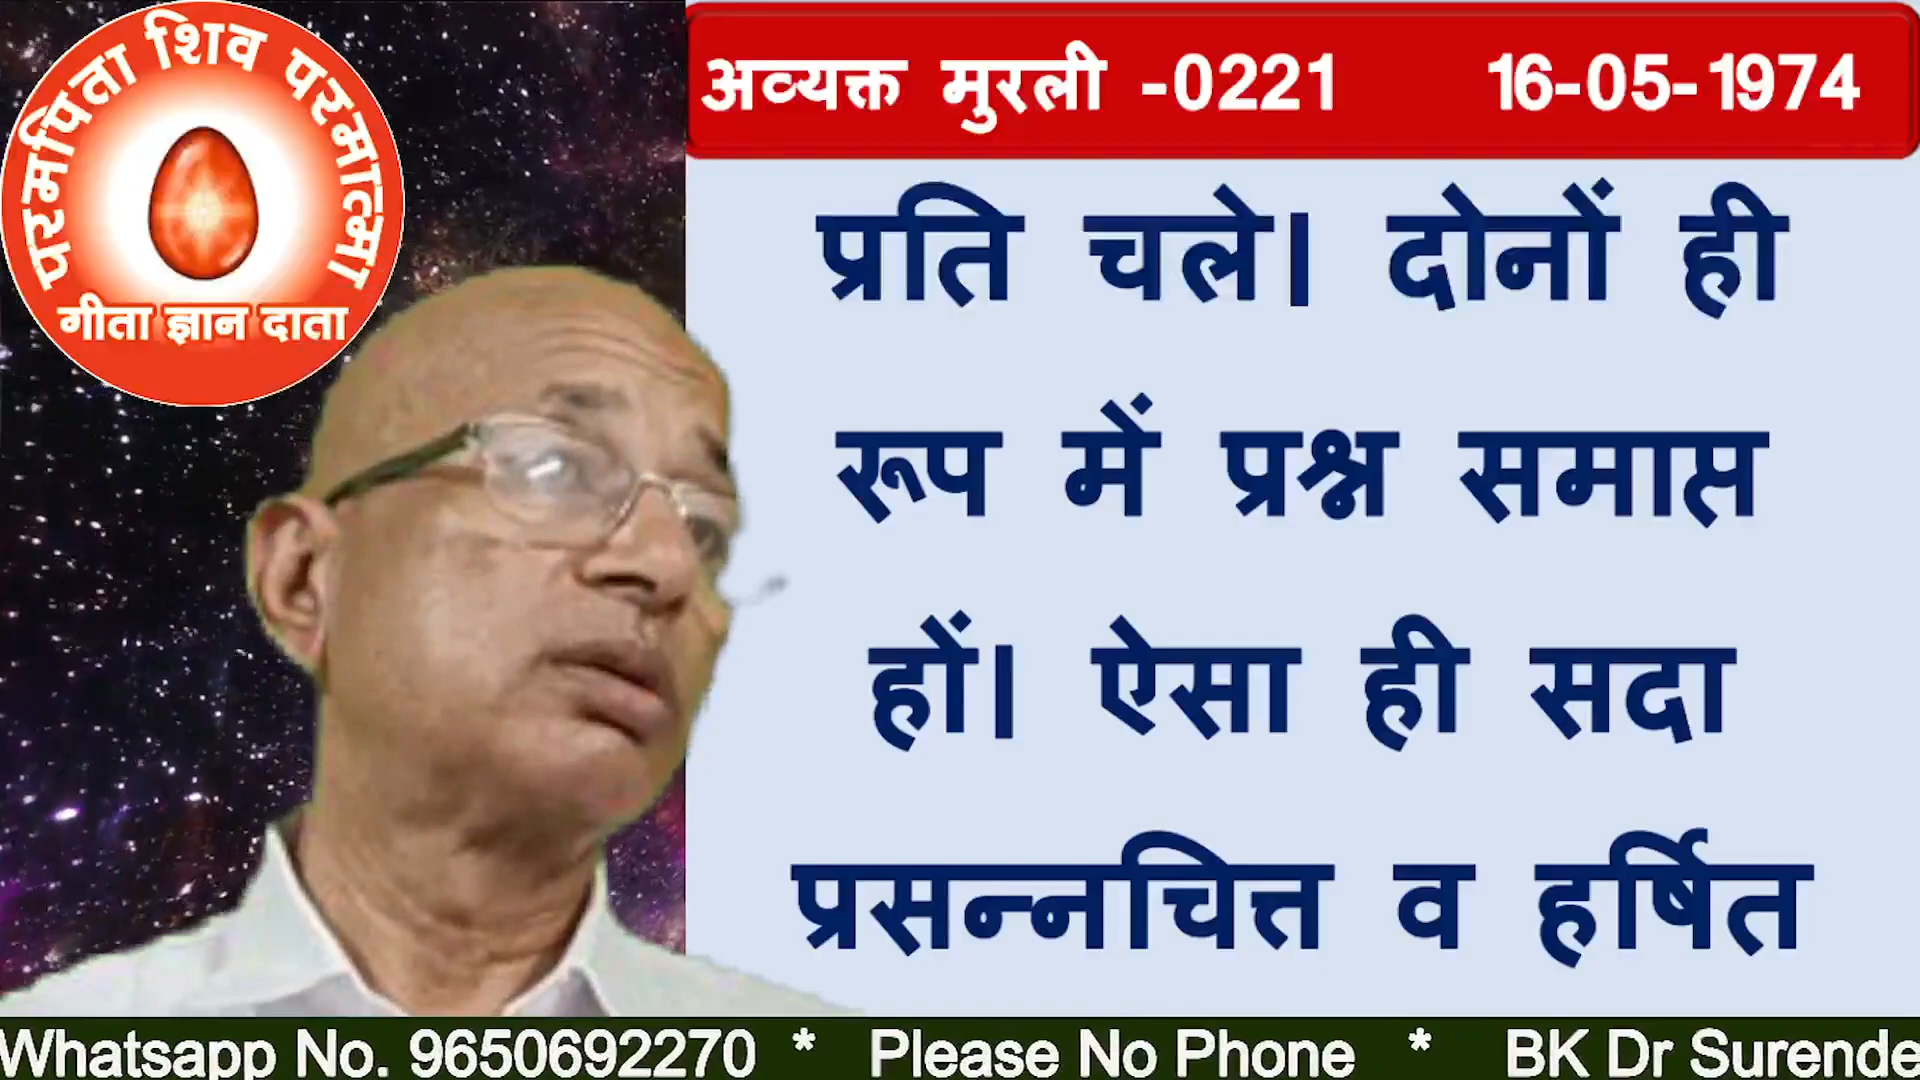 परमपिता शिव परमात्मा
गीता ज्ञान दाता
अव्यक्त मुरली -0221 16-05-1974
प्रति चले। दोनों ही
रूप में प्रश्न समाप्त
हों। ऐसा ही सदा
प्रसन्नचित्त व हर्षित
Whatsapp No. 9650692270 * Please No Phone * BK Dr Surende